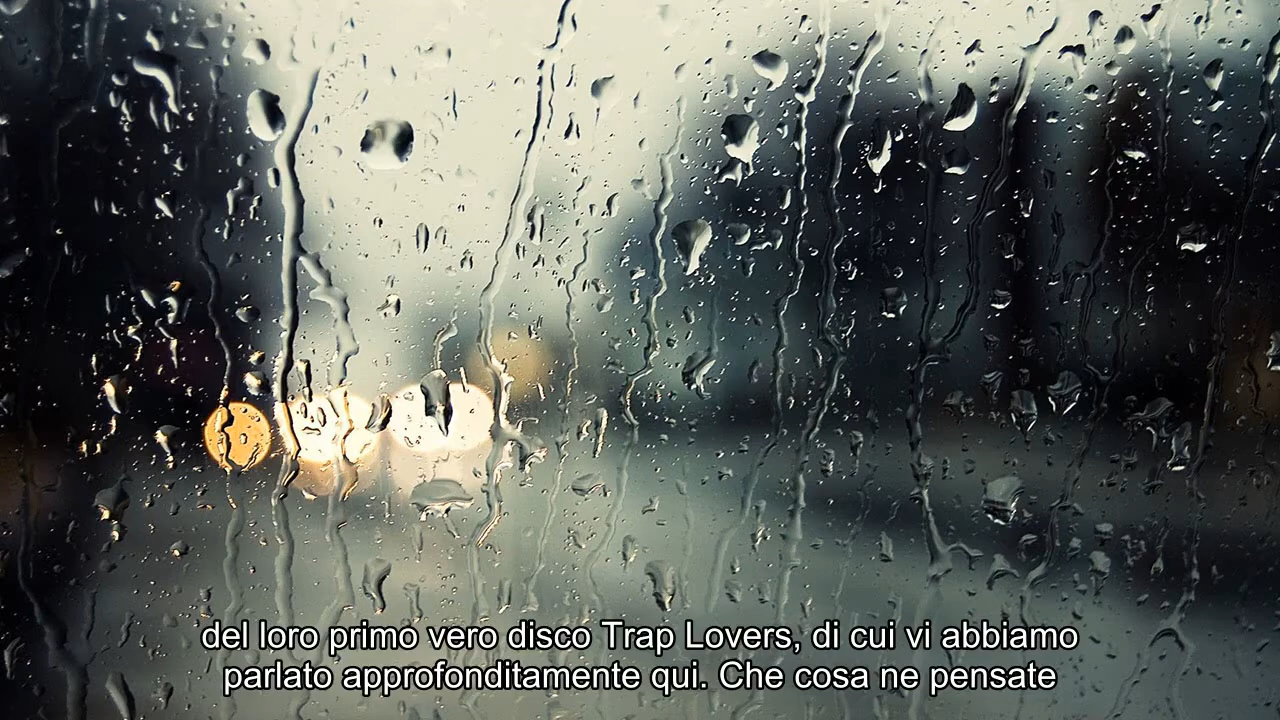 del loro primo vero disco Trap Lovers, di cui vi abbiamo
parlato approfonditamente qui. Che cosa ne pensate